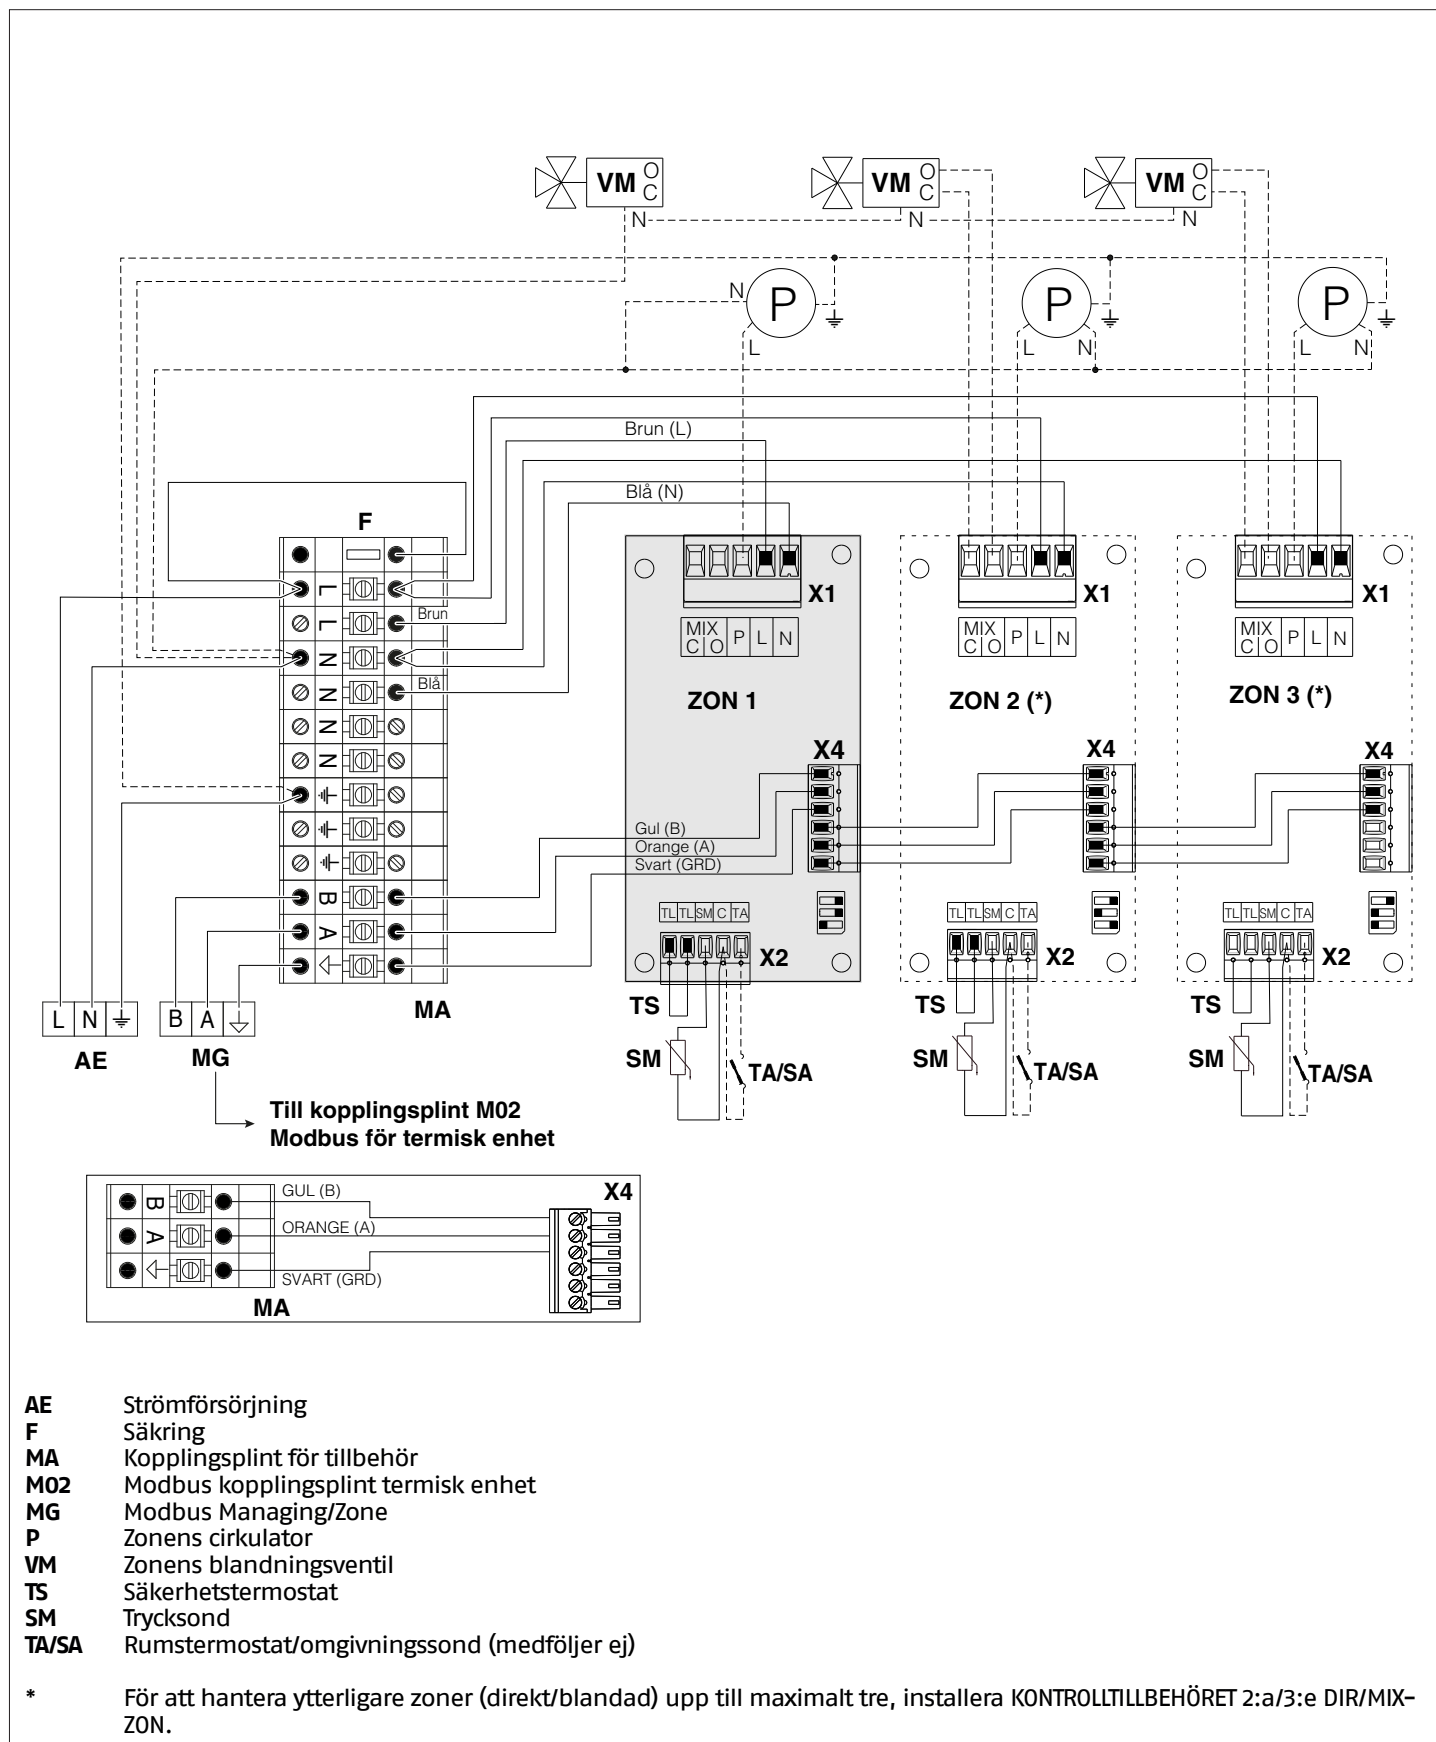 VM O C
VM O C
VM O C
N
N
N
N
P
P
P
L
L
N
L
N
Brun (L)
Blå (N)
F
L
L
Brun
N
N
Blå
N
N
B
A
MA
X1
MIX
C O P L N
ZON 1
X4
Gul (B)
Orange (A)
Svart (GRD)
TL TL SM C TA
X2
TS
SM
TA/SA
X1
MIX
C O P L N
ZON 2 (*)
X4
TL TL SM C TA
X2
TS
SM
TA/SA
X1
MIX
C O P L N
ZON 3 (*)
X4
TL TL SM C TA
X2
TS
SM
TA/SA
L N
AE
B A
MG
Till kopplingsplint M02
Modbus för termisk enhet
B
A
GUL (B)
ORANGE (A)
SVART (GRD)
X4
MA
AE Strömförsörjning
F Säkring
MA Kopplingsplint för tillbehör
M02 Modbus kopplingsplint termisk enhet
MG Modbus Managing/Zone
P Zonens cirkulator
VM Zonens blandningsventil
TS Säkerhetstermostat
SM Trycksond
TA/SA Rumstermostat/omgivningssond (medföljer ej)
* För att hantera ytterligare zoner (direkt/blandad) upp till maximalt tre, installera KONTROLLTILLBEHÖRET 2:a/3:e DIR/MIX-
ZON.